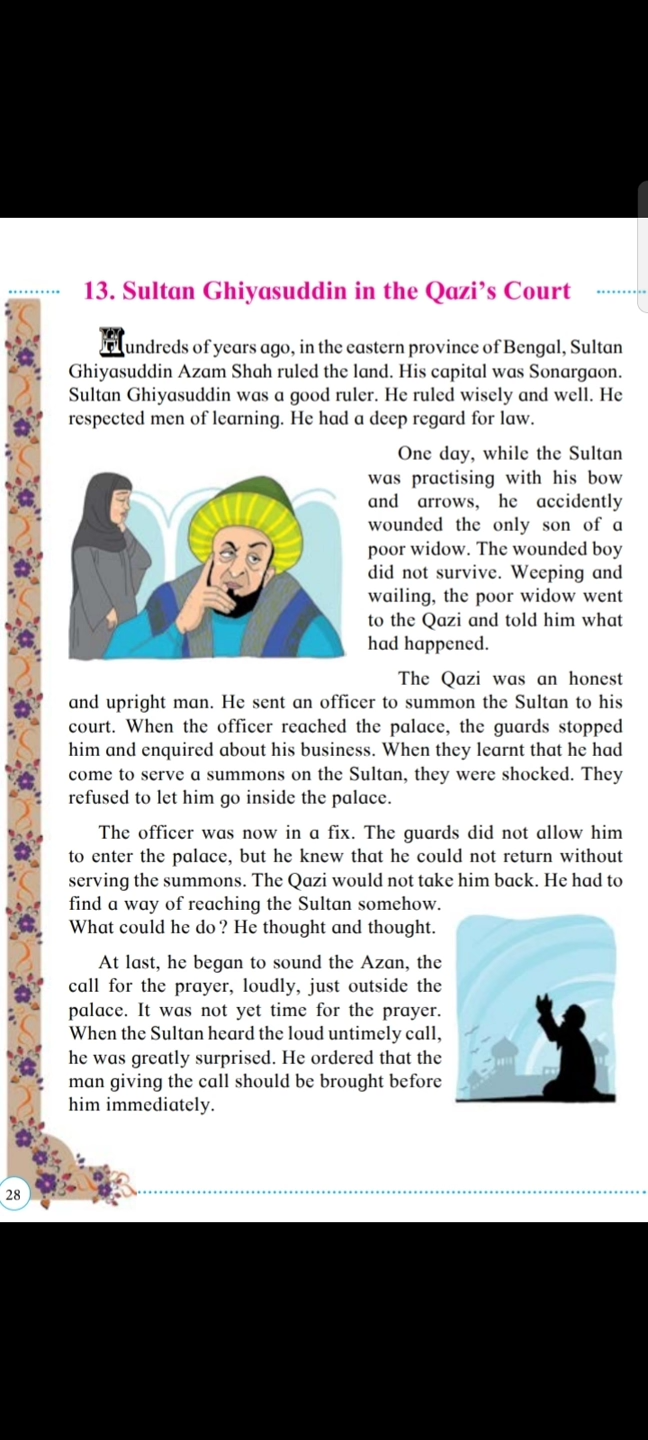 13. Sultan Ghiyasuddin in the Qazi's Court
Hundreds of years ago, in the eastern province of Bengal, Sultan
Ghiyasuddin Azam Shah ruled the land. His capital was Sonargaon.
Sultan Ghiyasuddin was a good ruler. He ruled wisely and well. He
respected men of learning. He had a deep regard for law.
One day, while the Sultan
was practising with his bow
and arrows, he accidently
wounded the only son of a
poor widow. The wounded boy
did not survive. Weeping and
wailing, the poor widow went
to the Qazi and told him what
had happened.
The Qazi was an honest
and upright man. He sent an officer to summon the Sultan to his
court. When the officer reached the palace, the guards stopped
him and enquired about his business. When they learnt that he had
come to serve a summons on the Sultan, they were shocked. They
refused to let him go inside the palace.
The officer was now in a fix. The guards did not allow him
to enter the palace, but he knew that he could not return without
serving the summons. The Qazi would not take him back. He had to
find a way of reaching the Sultan somehow.
What could he do? He thought and thought.
At last, he began to sound the Azan, the
call for the prayer, loudly, just outside the
palace. It was not yet time for the prayer.
When the Sultan heard the loud untimely call,
he was greatly surprised. He ordered that the
man giving the call should be brought before
him immediately.
28